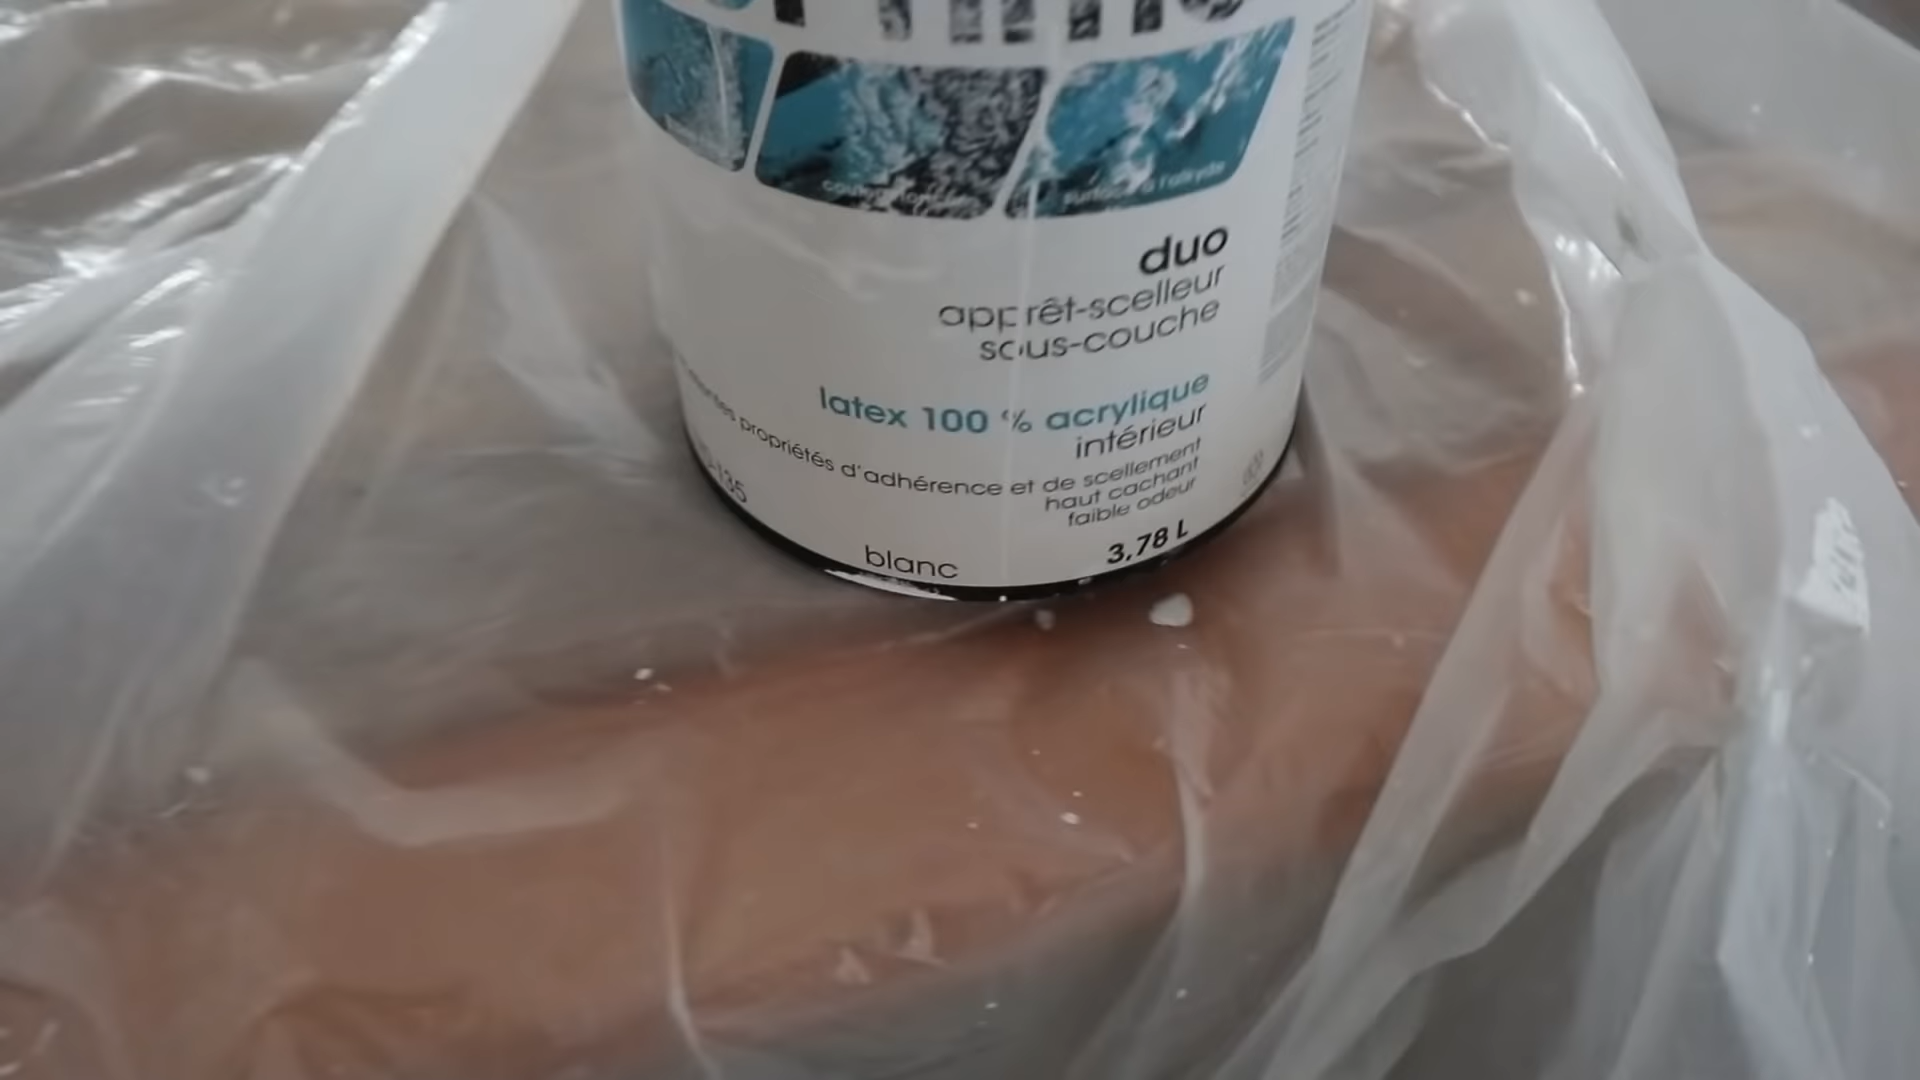 duo
apprêt-scelleur
sous-couche
latex 100 % acrylique
intérieur
propriétés d'adhérence et de scellement
haut cachant
faible odeur
-135
blanc
3,78 L